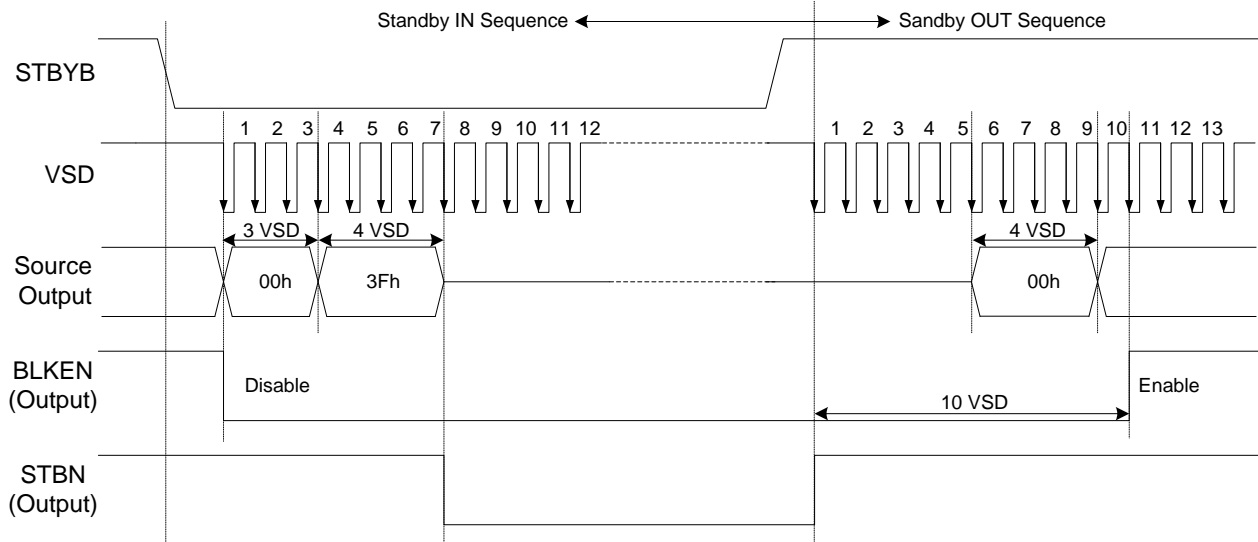 Standby IN Sequence
Sandby OUT Sequence
STBYB
1 2 3 4 5 6 7 8 9 10 11 12
1 2 3 4 5 6 7 8 9 10 11 12 13
VSD
3 VSD
4 VSD
4 VSD
Source
Output
00h
3Fh
00h
BLKEN
(Output)
Disable
10 VSD
Enable
STBN
(Output)